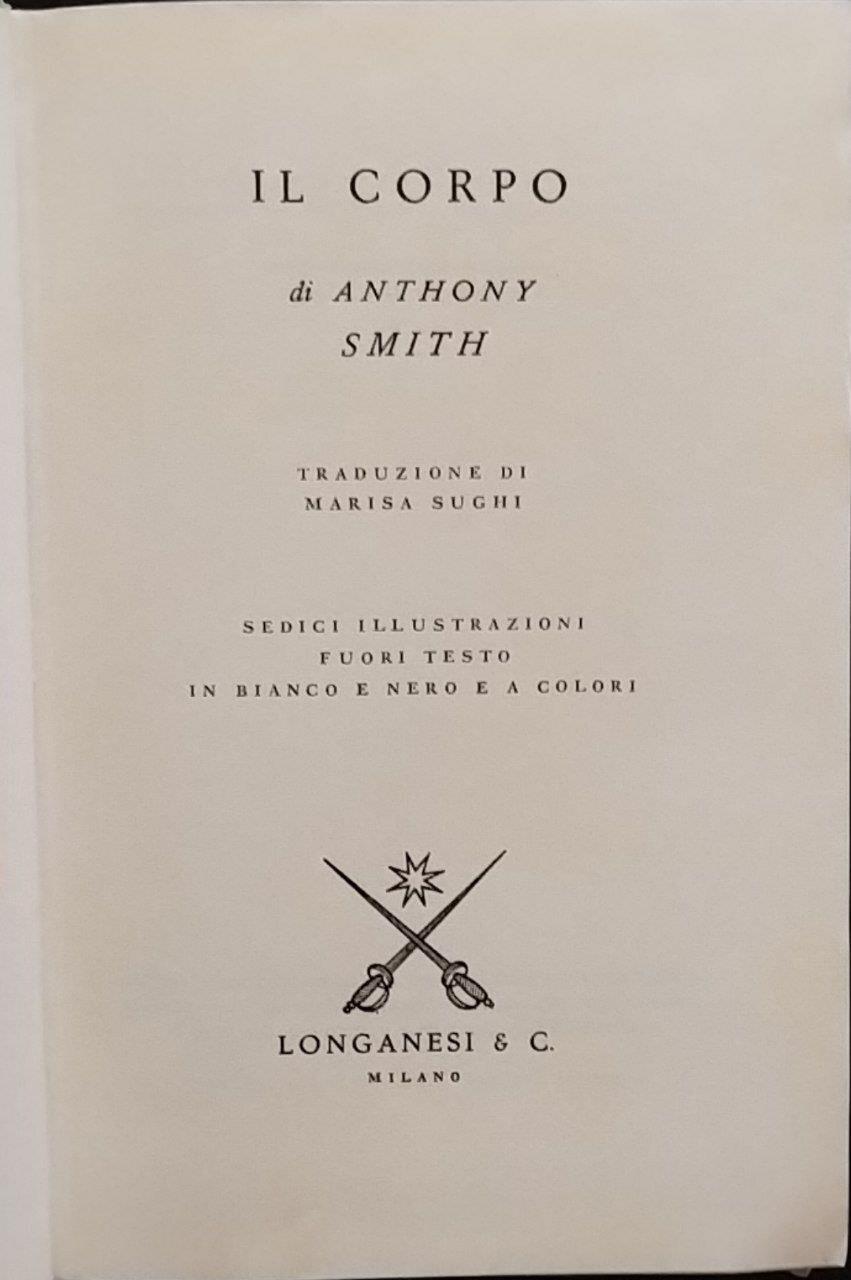 IL CORPO
di ANTHONY
SMITH
TRADUZIONE DI
MARISA SUGHI
SEDICI ILLUSTRAZIONI
FUORI TESTO
IN BIANCO E NERO E A COLORI
LONGANESI & C.
MILANO